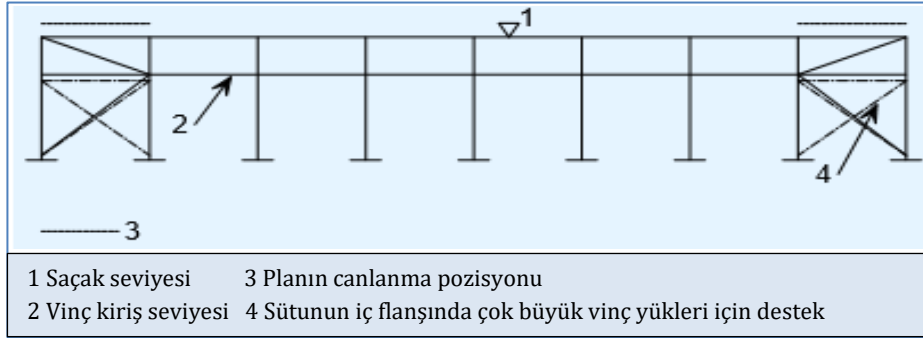 1
2
4
3
1 Saçak seviyesi 3 Planın canlanma pozisyonu
2 Vinç kiriş seviyesi 4 Sütunun iç flanşında çok büyük vinç yükleri için destek